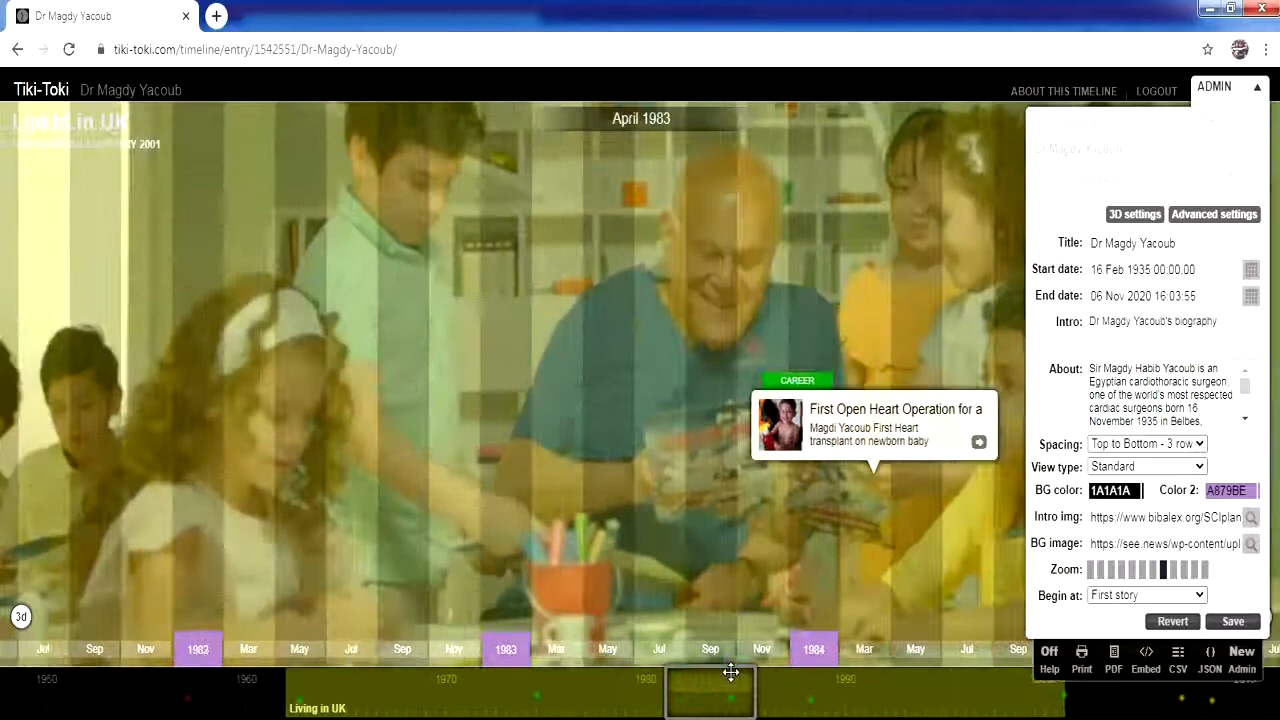 Dr Magdy Yacoub
tiki-toki.com/timeline/entry/1542551/Dr-Magdy-Yacoub/
Tiki-Toki Dr Magdy Yacoub
ABOUT THIS TIMELINE LOGOUT ADMIN
April 1983
in UK
2001
Dr Magdy Yacoub
3D settings Advanced settings
Title: Dr Magdy Yacoub
Start date: 16 Feb 1935 00:00.00
End date: 06 Nov 2020 16:03:55
Intro: Dr Magdy Yacoub's biography
About: Sir Magdy Habib Yacoub is an
Egyptian cardiothoracic surgeon,
one of the world's most respected
cardiac surgeons born 16
November 1935 in Belbes,
CAREER
First Open Heart Operation for a
Magdi Yacoub First Heart
transplant on newborn baby
Spacing: Top to Bottom - 3 row
View type: Standard
BG color: 1A1A1A Color 2: A879BE
Intro img: https://www.bibalex.org/SCIplan
BG image: https://see.news/wp-content/upl
Zoom:
Begin at: First story
Revert Save
3d
Jul Sep Nov 1982 Mar May Jul Sep Nov 1983 Mar May Jul Sep Nov 1984 Mar May Jul Sep
Off Help
Print
PDF
Embed
CSV
JSON
New Admin
1950 1960 1970 1980 1990
Living in UK